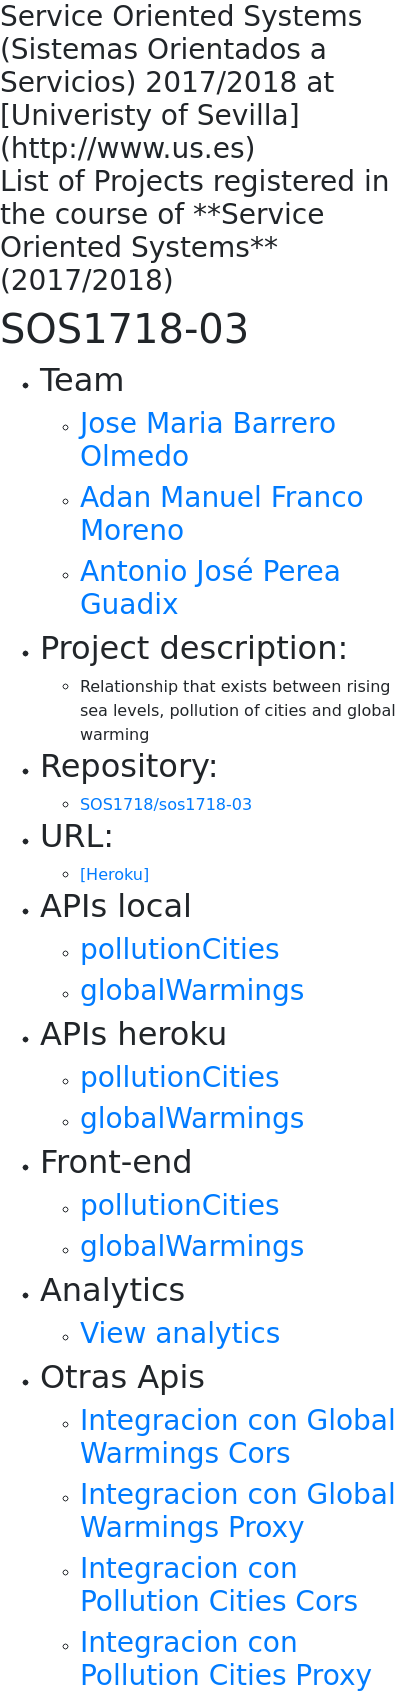 Service Oriented Systems
(Sistemas Orientados a
Servicios) 2017/2018 at
[Univeristy of Sevilla]
(http://www.us.es)
List of Projects registered in
the course of **Service
Oriented Systems**
(2017/2018)
SOS1718-03
Team
Jose Maria Barrero
Olmedo
Adan Manuel Franco
Moreno
Antonio José Perea
Guadix
Project description:
Relationship that exists between rising
sea levels, pollution of cities and global
warming
Repository:
SOS1718/sos1718-03
URL:
[Heroku]
APIs local
pollutionCities
globalWarmings
APIs heroku
pollutionCities
globalWarmings
Front-end
pollutionCities
globalWarmings
Analytics
View analytics
Otras Apis
Integracion con Global
Warmings Cors
Integracion con Global
Warmings Proxy
Integracion con
Pollution Cities Cors
Integracion con
Pollution Cities Proxy